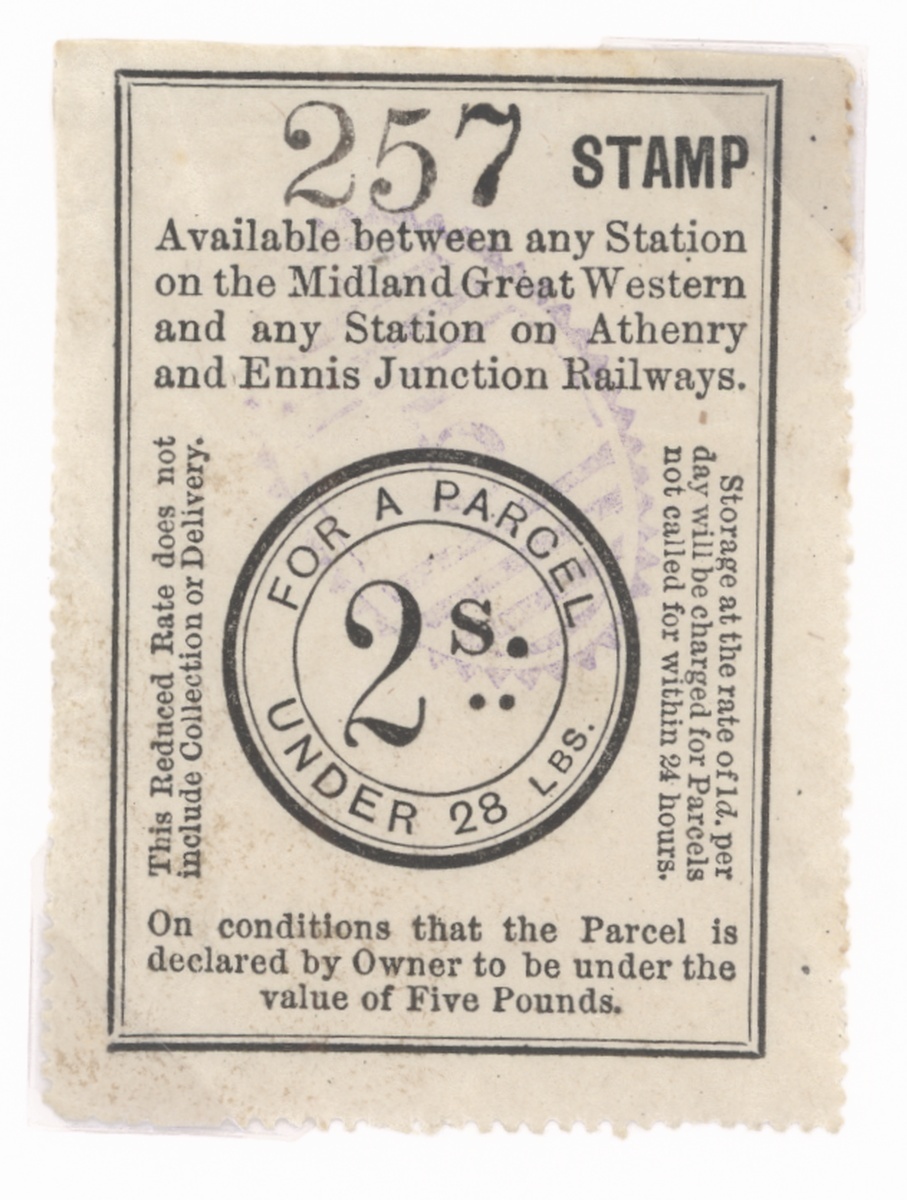 257 STAMP
Available between any Station
on the Midland Great Western
and any Station on Athenry
and Ennis Junction Railways.
This Reduced Rate does not
include Collection or Delivery.
FOR A PARCEL
2s.
UNDER 28 LBS.
Storage at the rate of 1d. per
day will be charged for Parcels
not called for within 24 hours.
On conditions that the Parcel is
declared by Owner to be under the
value of Five Pounds.